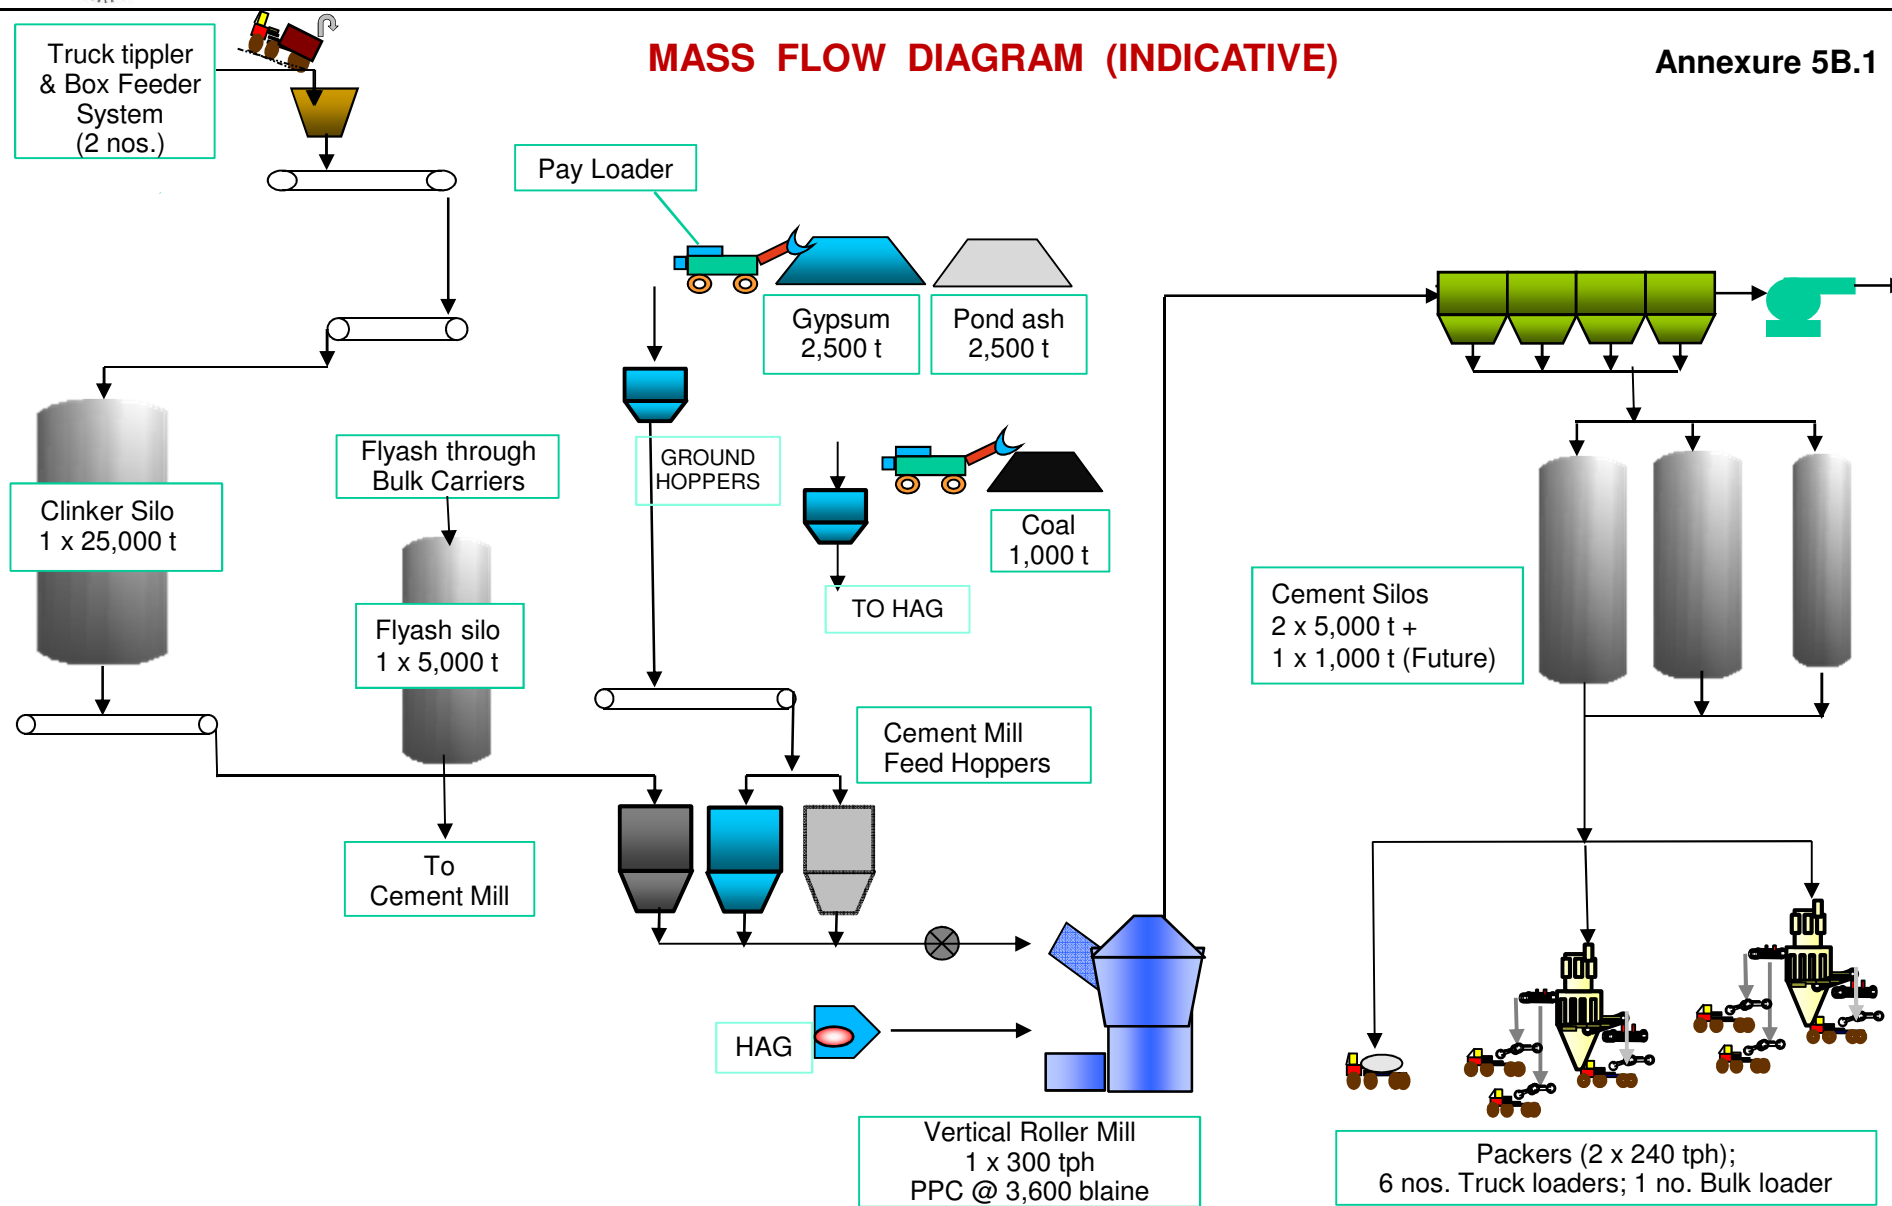 MASS FLOW DIAGRAM (INDICATIVE)
Annexure 5B.1
Truck tippler
& Box Feeder
System
(2 nos.)
Pay Loader
Gypsum
2,500 t
Pond ash
2,500 t
Flyash through
Bulk Carriers
GROUND
HOPPERS
Clinker Silo
1 x 25,000 t
Coal
1,000 t
TO HAG
Flyash silo
1 x 5,000 t
Cement Silos
2 x 5,000 t +
1 x 1,000 t (Future)
Cement Mill
Feed Hoppers
To
Cement Mill
HAG
Vertical Roller Mill
1 x 300 tph
PPC @ 3,600 blaine
Packers (2 x 240 tph);
6 nos. Truck loaders; 1 no. Bulk loader